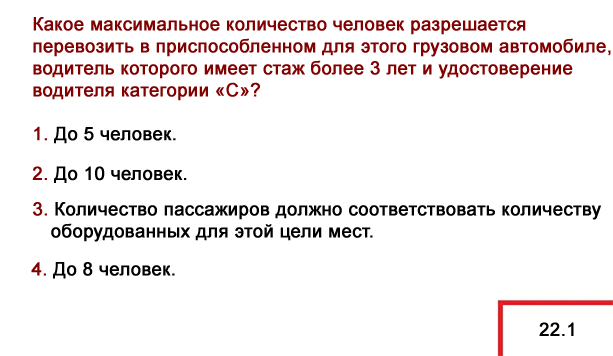 Какое максимальное количество человек разрешается
перевозить в приспособленном для этого грузовом автомобиле,
водитель которого имеет стаж более 3 лет и удостоверение
водителя категории «С»?
1. До 5 человек.
2. До 10 человек.
3. Количество пассажиров должно соответствовать количеству
оборудованных для этой цели мест.
4. До 8 человек.
22.1